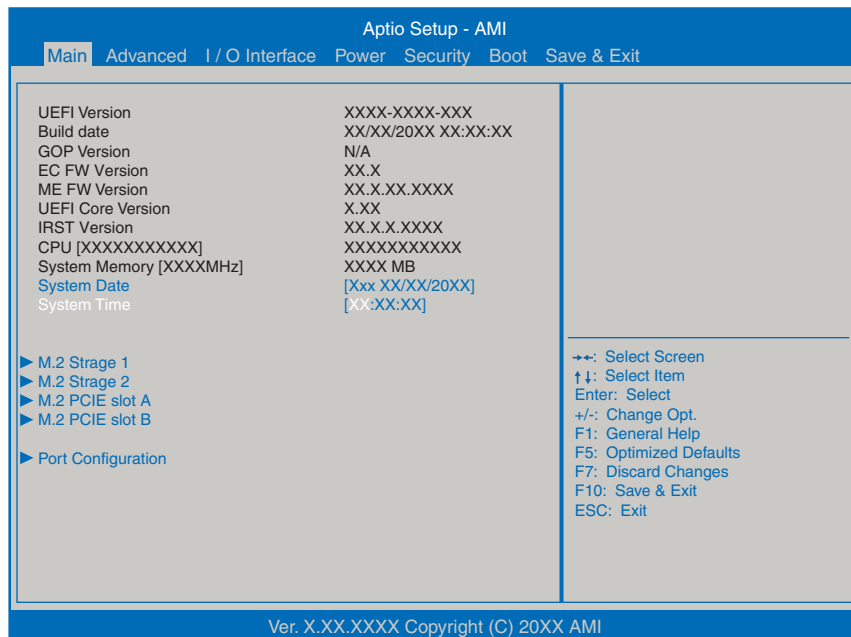 Aptio Setup - AMI
Main Advanced I / O Interface Power Security Boot Save & Exit
UEFI Version XXXX-XXXX-XXX
Build date XX/XX/20XX XX:XX:XX
GOP Version N/A
EC FW Version XX.X
ME FW Version XX.X.XX.XXXX
UEFI Core Version X.XX
IRST Version XX.X.X.XXXX
CPU [XXXXXXXXXXX] XXXXXXXXXXX
System Memory [XXXXMHz] XXXX MB
System Date [Xxx XX/XX/20XX]
System Time [XX:XX:XX]
▶ M.2 Strage 1
▶ M.2 Strage 2
▶ M.2 PCIE slot A
▶ M.2 PCIE slot B
▶ Port Configuration
→←: Select Screen
↑↓: Select Item
Enter: Select
+/-: Change Opt.
F1: General Help
F5: Optimized Defaults
F7: Discard Changes
F10: Save & Exit
ESC: Exit
Ver. X.XX.XXXX Copyright (C) 20XX AMI